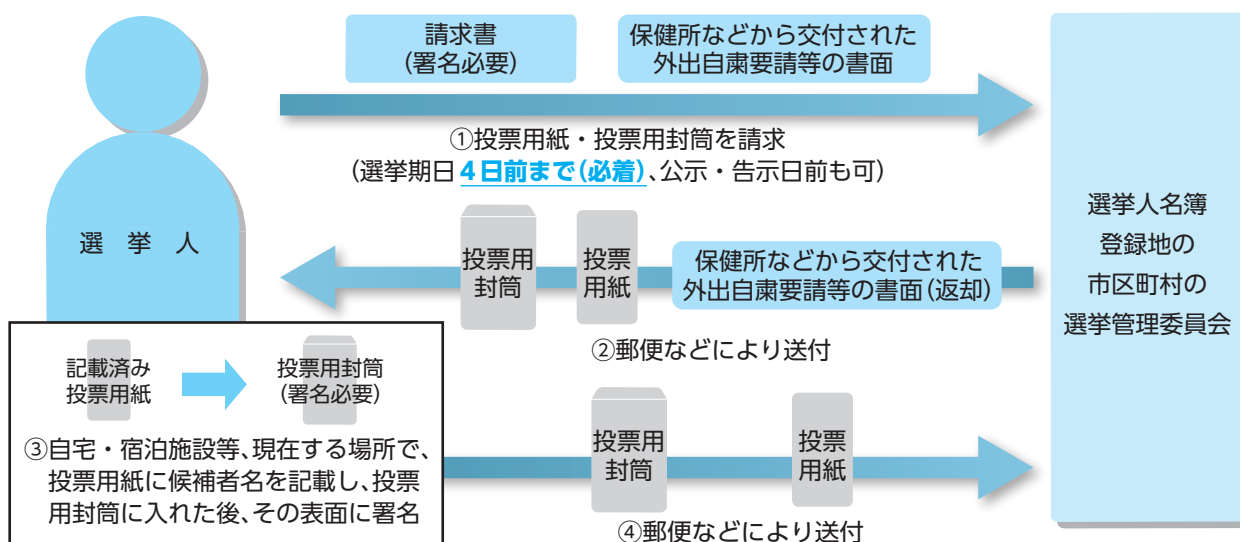 請求書
(署名必要)
保健所などから交付された
外出自粛要請等の書面
①投票用紙・投票用封筒を請求
(選挙期日４日前まで(必着)、公示・告示日前も可)
選挙人
投票用
封筒
投票
用紙
保健所などから交付された
外出自粛要請等の書面(返却)
②郵便などにより送付
選挙人名簿
登録地の
市区町村の
選挙管理委員会
記載済み
投票用紙
投票用封筒
(署名必要)
③自宅・宿泊施設等、現在する場所で、
投票用紙に候補者名を記載し、投票
用封筒に入れた後、その表面に署名
投票用
封筒
投票
用紙
④郵便などにより送付